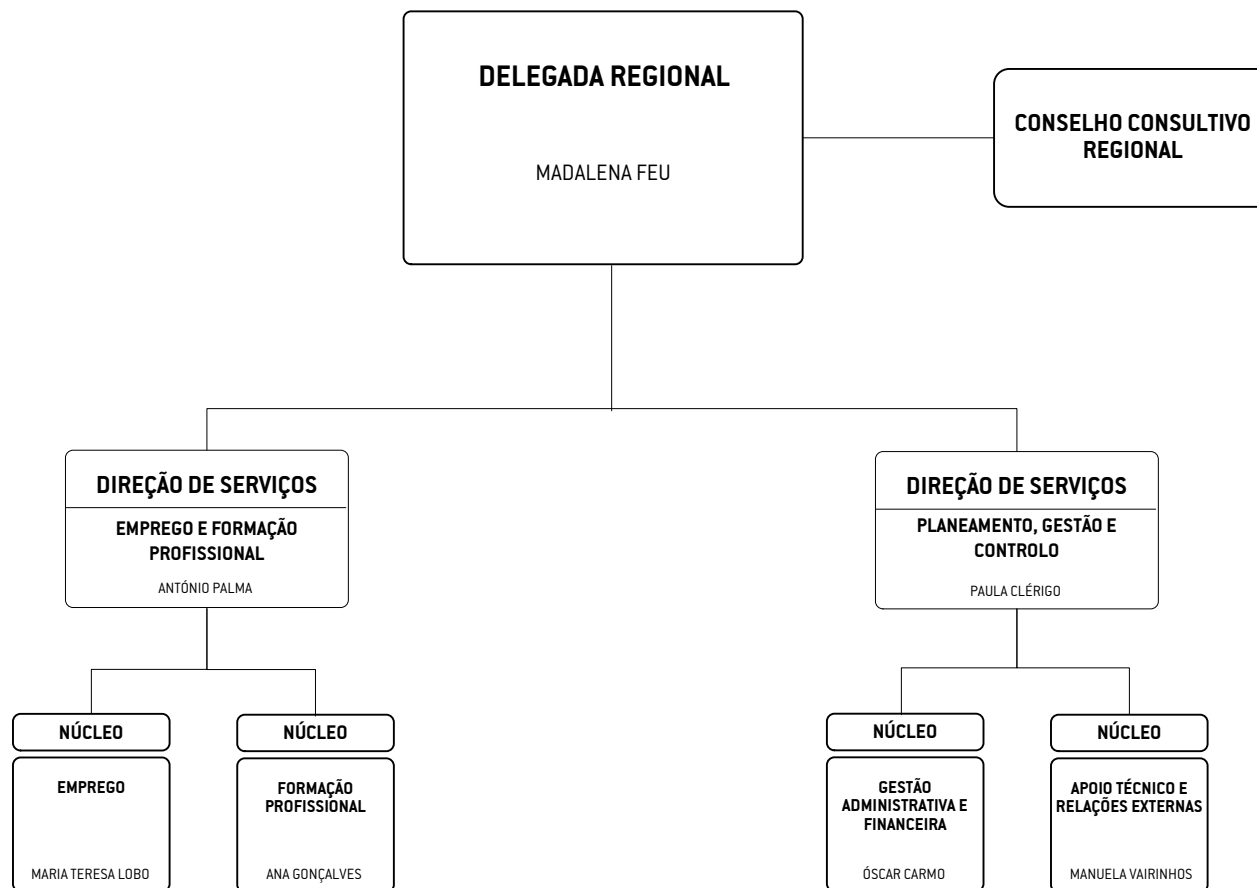 DELEGADA REGIONAL
MADALENA FEU
CONSELHO CONSULTIVO
REGIONAL
DIREÇÃO DE SERVIÇOS
EMPREGO E FORMAÇÃO
PROFISSIONAL
ANTÓNIO PALMA
DIREÇÃO DE SERVIÇOS
PLANEAMENTO, GESTÃO E
CONTROLO
PAULA CLÉRIGO
NÚCLEO
EMPREGO
MARIA TERESA LOBO
NÚCLEO
FORMAÇÃO
PROFISSIONAL
ANA GONÇALVES
NÚCLEO
GESTÃO
ADMINISTRATIVA E
FINANCEIRA
ÓSCAR CARMO
NÚCLEO
APOIO TÉCNICO E
RELAÇÕES EXTERNAS
MANUELA VAIRINHOS